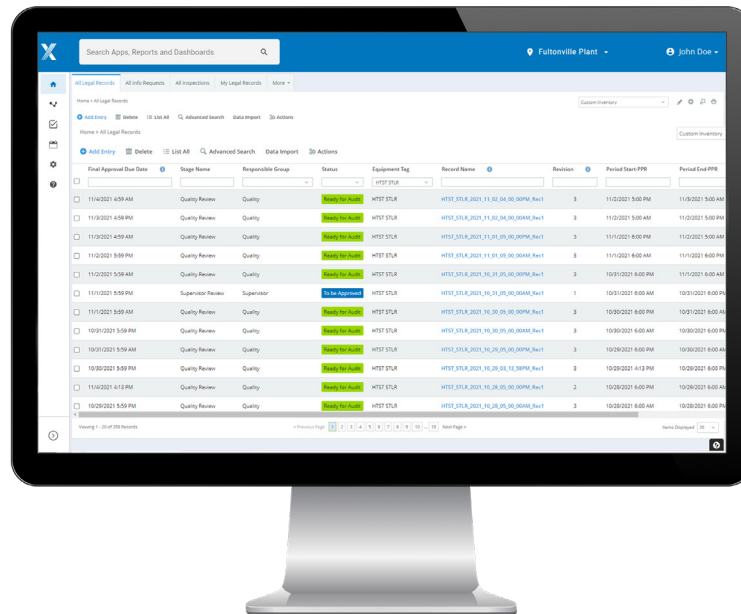 X Search Apps, Reports and Dashboards Fultonville Plant John Doe
All Legal Records All Info Requests All Inspections My Legal Records More
Home > All Legal Records Custom Inventory
Add Entry Delete List All Advanced Search Data Import Actions
Home > All Legal Records Custom Inventory
Add Entry Delete List All Advanced Search Data Import Actions
Final Approval Due Date Stage Name Responsible Group Status Equipment Tag Record Name Revision Period Start-PPR Period End-PPR
HTST STLR
11/4/2021 4:59 AM Quality Review Quality Ready for Audit HTST STLR HTST_STLR_2021_11_02_04_00_00PM_Rec1 3 11/2/2021 5:00 PM 11/3/2021 5:00 AM
11/3/2021 4:59 PM Quality Review Quality Ready for Audit HTST STLR HTST_STLR_2021_11_02_04_00_00AM_Rec1 3 11/2/2021 5:00 AM 11/2/2021 5:00 PM
11/3/2021 4:59 AM Quality Review Quality Ready for Audit HTST STLR HTST_STLR_2021_11_01_05_00_00PM_Rec1 3 11/1/2021 6:00 PM 11/2/2021 5:00 AM
11/2/2021 5:59 PM Quality Review Quality Ready for Audit HTST STLR HTST_STLR_2021_11_01_05_00_00AM_Rec1 3 11/1/2021 6:00 AM 11/1/2021 6:00 PM
11/2/2021 5:59 AM Quality Review Quality Ready for Audit HTST STLR HTST_STLR_2021_10_31_05_00_00PM_Rec1 3 10/31/2021 6:00 PM 11/1/2021 6:00 AM
11/1/2021 5:59 PM Supervisor Review Supervisor To be Approved HTST STLR HTST_STLR_2021_10_31_05_00_00AM_Rec1 1 10/31/2021 6:00 AM 10/31/2021 6:00 PM
11/1/2021 5:59 AM Quality Review Quality Ready for Audit HTST STLR HTST_STLR_2021_10_30_05_00_00PM_Rec1 3 10/30/2021 6:00 PM 10/31/2021 6:00 AM
10/31/2021 5:59 PM Quality Review Quality Ready for Audit HTST STLR HTST_STLR_2021_10_30_05_00_00AM_Rec1 3 10/30/2021 6:00 AM 10/30/2021 6:00 PM
10/31/2021 5:59 AM Quality Review Quality Ready for Audit HTST STLR HTST_STLR_2021_10_29_05_00_00PM_Rec1 3 10/29/2021 6:00 PM 10/30/2021 6:00 AM
10/30/2021 5:59 PM Quality Review Quality Ready for Audit HTST STLR HTST_STLR_2021_10_29_03_13_58PM_Rec1 3 10/29/2021 4:13 PM 10/29/2021 6:00 PM
11/4/2021 4:13 PM Quality Review Quality Ready for Audit HTST STLR HTST_STLR_2021_10_28_05_00_00PM_Rec1 2 10/28/2021 6:00 PM 10/29/2021 6:00 AM
10/29/2021 5:59 PM Quality Review Quality Ready for Audit HTST STLR HTST_STLR_2021_10_28_05_00_00AM_Rec1 3 10/28/2021 6:00 AM 10/28/2021 6:00 PM
Viewing 1 - 20 of 358 Records < Previous Page 1 2 3 4 5 6 7 8 9 10 ... 18 Next Page > Items Displayed 20